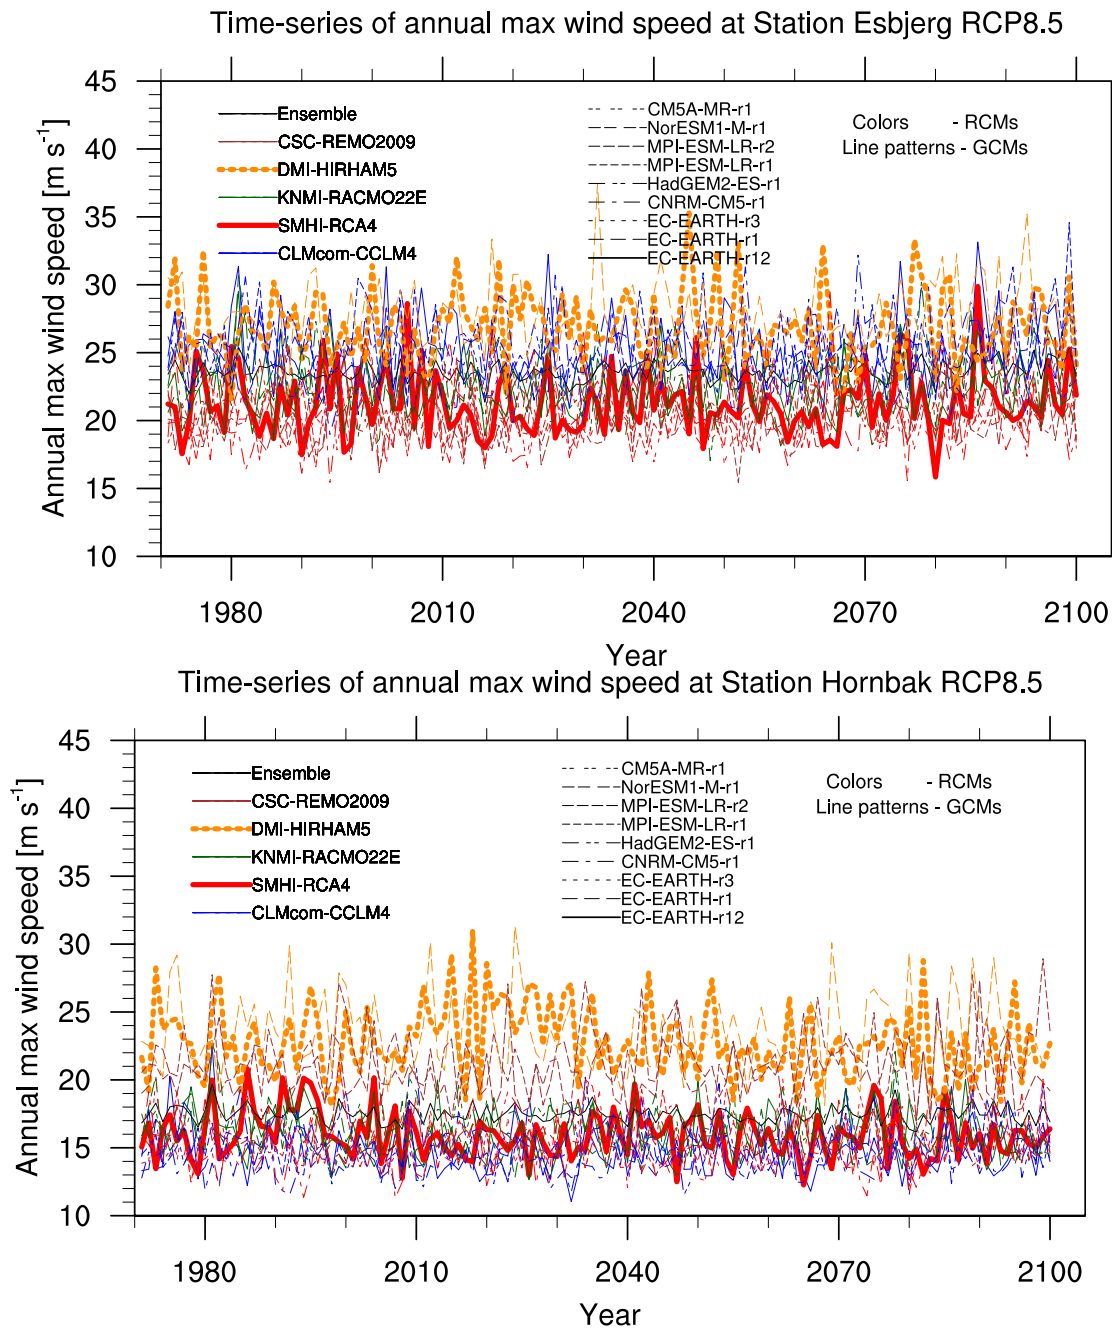 Time-series of annual max wind speed at Station Esbjerg RCP8.5
45
40
35
30
25
20
15
10
Annual max wind speed [m s-1]
Ensemble
CSC-REMO2009
DMI-HIRHAM5
KNMI-RACMO22E
SMHI-RCA4
CLMcom-CCLM4
CM5A-MR-r1
NorESM1-M-r1
MPI-ESM-LR-r2
MPI-ESM-LR-r1
HadGEM2-ES-r1
CNRM-CM5-r1
EC-EARTH-r3
EC-EARTH-r1
EC-EARTH-r12
Colors - RCMs
Line patterns - GCMs
1980 2010 2040 2070 2100
Year
Time-series of annual max wind speed at Station Hornbak RCP8.5
45
40
35
30
25
20
15
10
Annual max wind speed [m s-1]
Ensemble
CSC-REMO2009
DMI-HIRHAM5
KNMI-RACMO22E
SMHI-RCA4
CLMcom-CCLM4
CM5A-MR-r1
NorESM1-M-r1
MPI-ESM-LR-r2
MPI-ESM-LR-r1
HadGEM2-ES-r1
CNRM-CM5-r1
EC-EARTH-r3
EC-EARTH-r1
EC-EARTH-r12
Colors - RCMs
Line patterns - GCMs
1980 2010 2040 2070 2100
Year